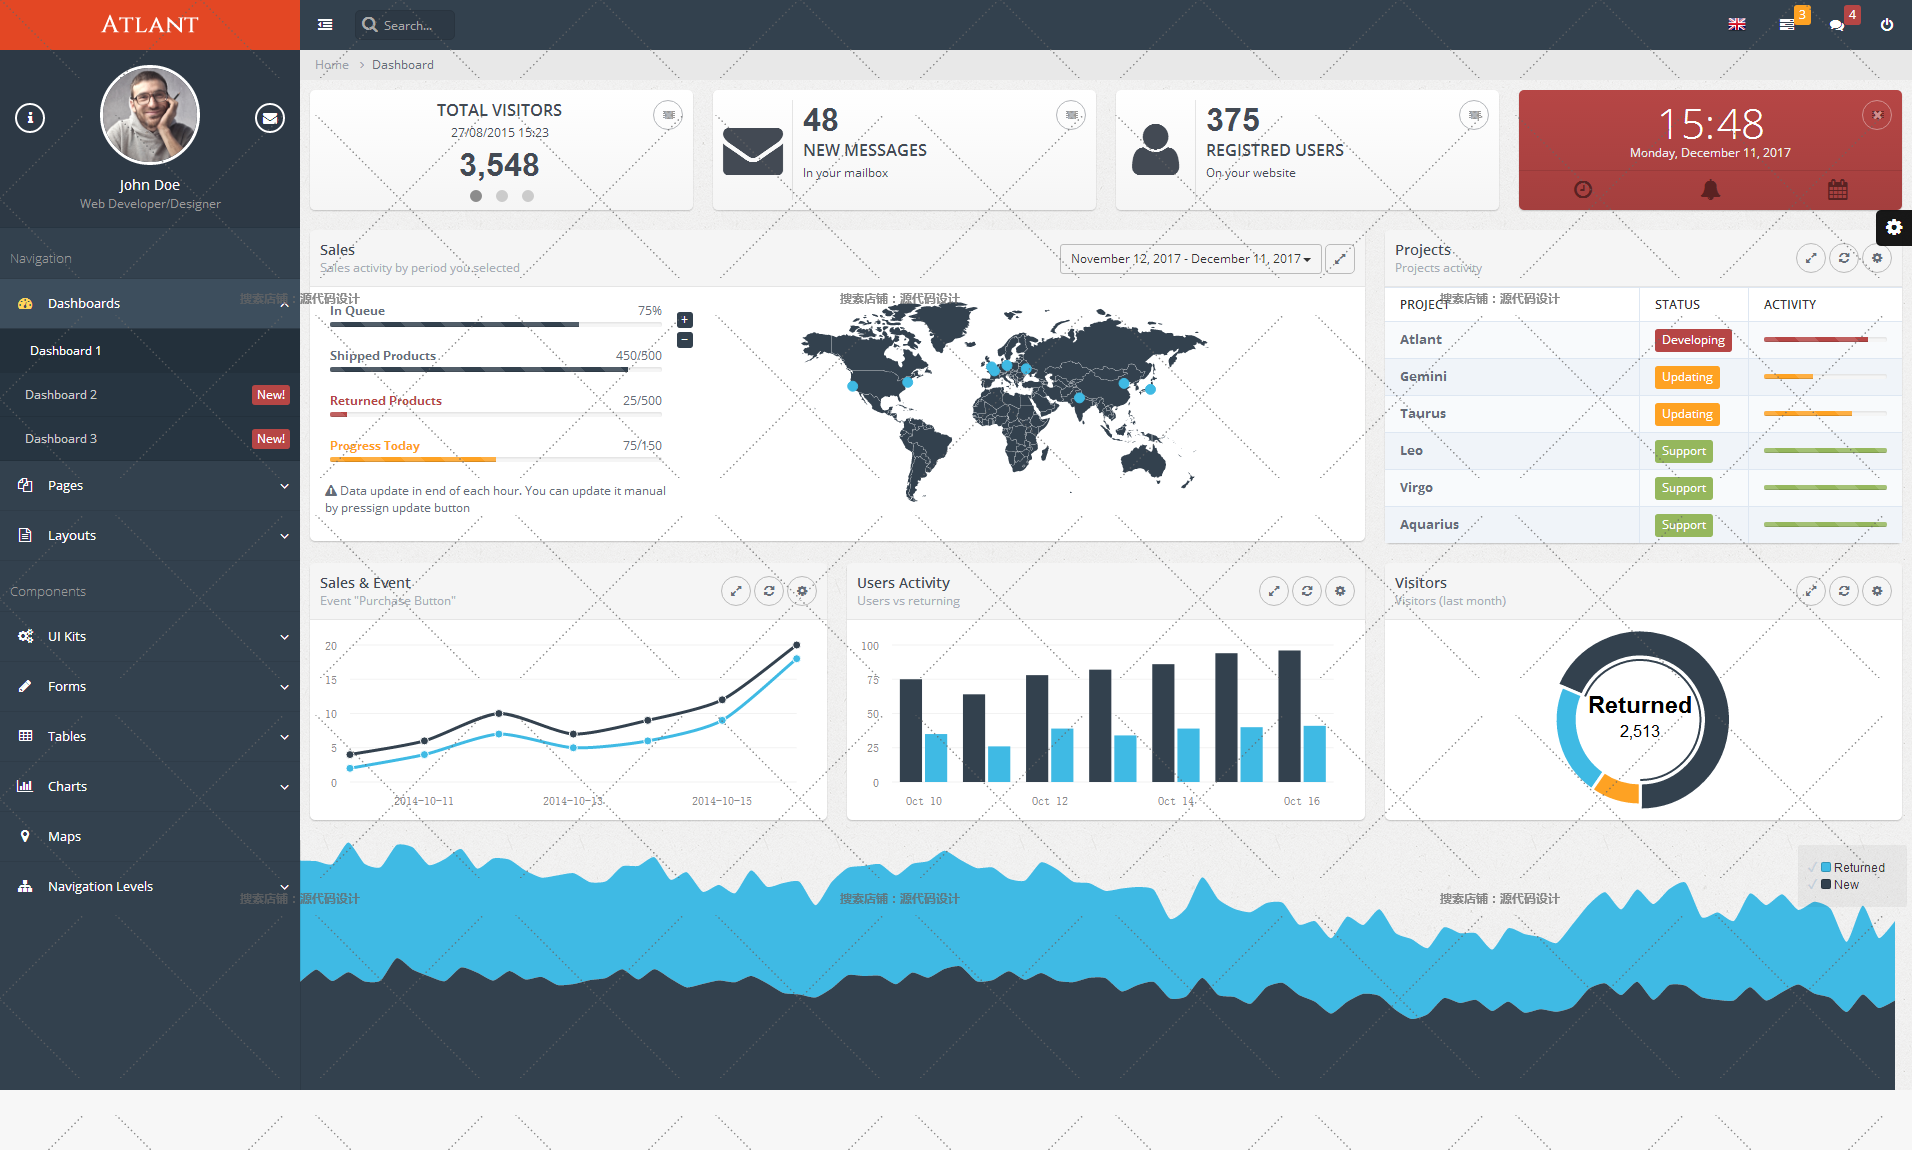 ATLANT
Search...
3
4
John Doe
Web Developer/Designer
Navigation
Dashboards
Dashboard 1
Dashboard 2
New!
Dashboard 3
New!
Pages
Layouts
Components
UI Kits
Forms
Tables
Charts
Maps
Navigation Levels
Home > Dashboard
TOTAL VISITORS
27/08/2015 15:23
3,548
48
NEW MESSAGES
In your mailbox
375
REGISTRED USERS
On your website
15:48
Monday, December 11, 2017
Sales
Sales activity by period you selected
November 12, 2017 - December 11, 2017
In Queue 75%
Shipped Products 450/500
Returned Products 25/500
Progress Today 75/150
Data update in end of each hour. You can update it manual
by pressign update button
+
−
Projects
Projects activity
PROJECT STATUS ACTIVITY
Atlant Developing
Gemini Updating
Taurus Updating
Leo Support
Virgo Support
Aquarius Support
搜索店铺：源代码设计
搜索店铺：源代码设计
搜索店铺：源代码设计
Sales & Event
Event "Purchase Button"
20
15
10
5
0
2014-10-11 2014-10-13 2014-10-15
Users Activity
Users vs returning
100
75
50
25
0
Oct 10 Oct 12 Oct 14 Oct 16
Visitors
Visitors (last month)
Returned
2,513
Returned
New
搜索店铺：源代码设计
搜索店铺：源代码设计
搜索店铺：源代码设计